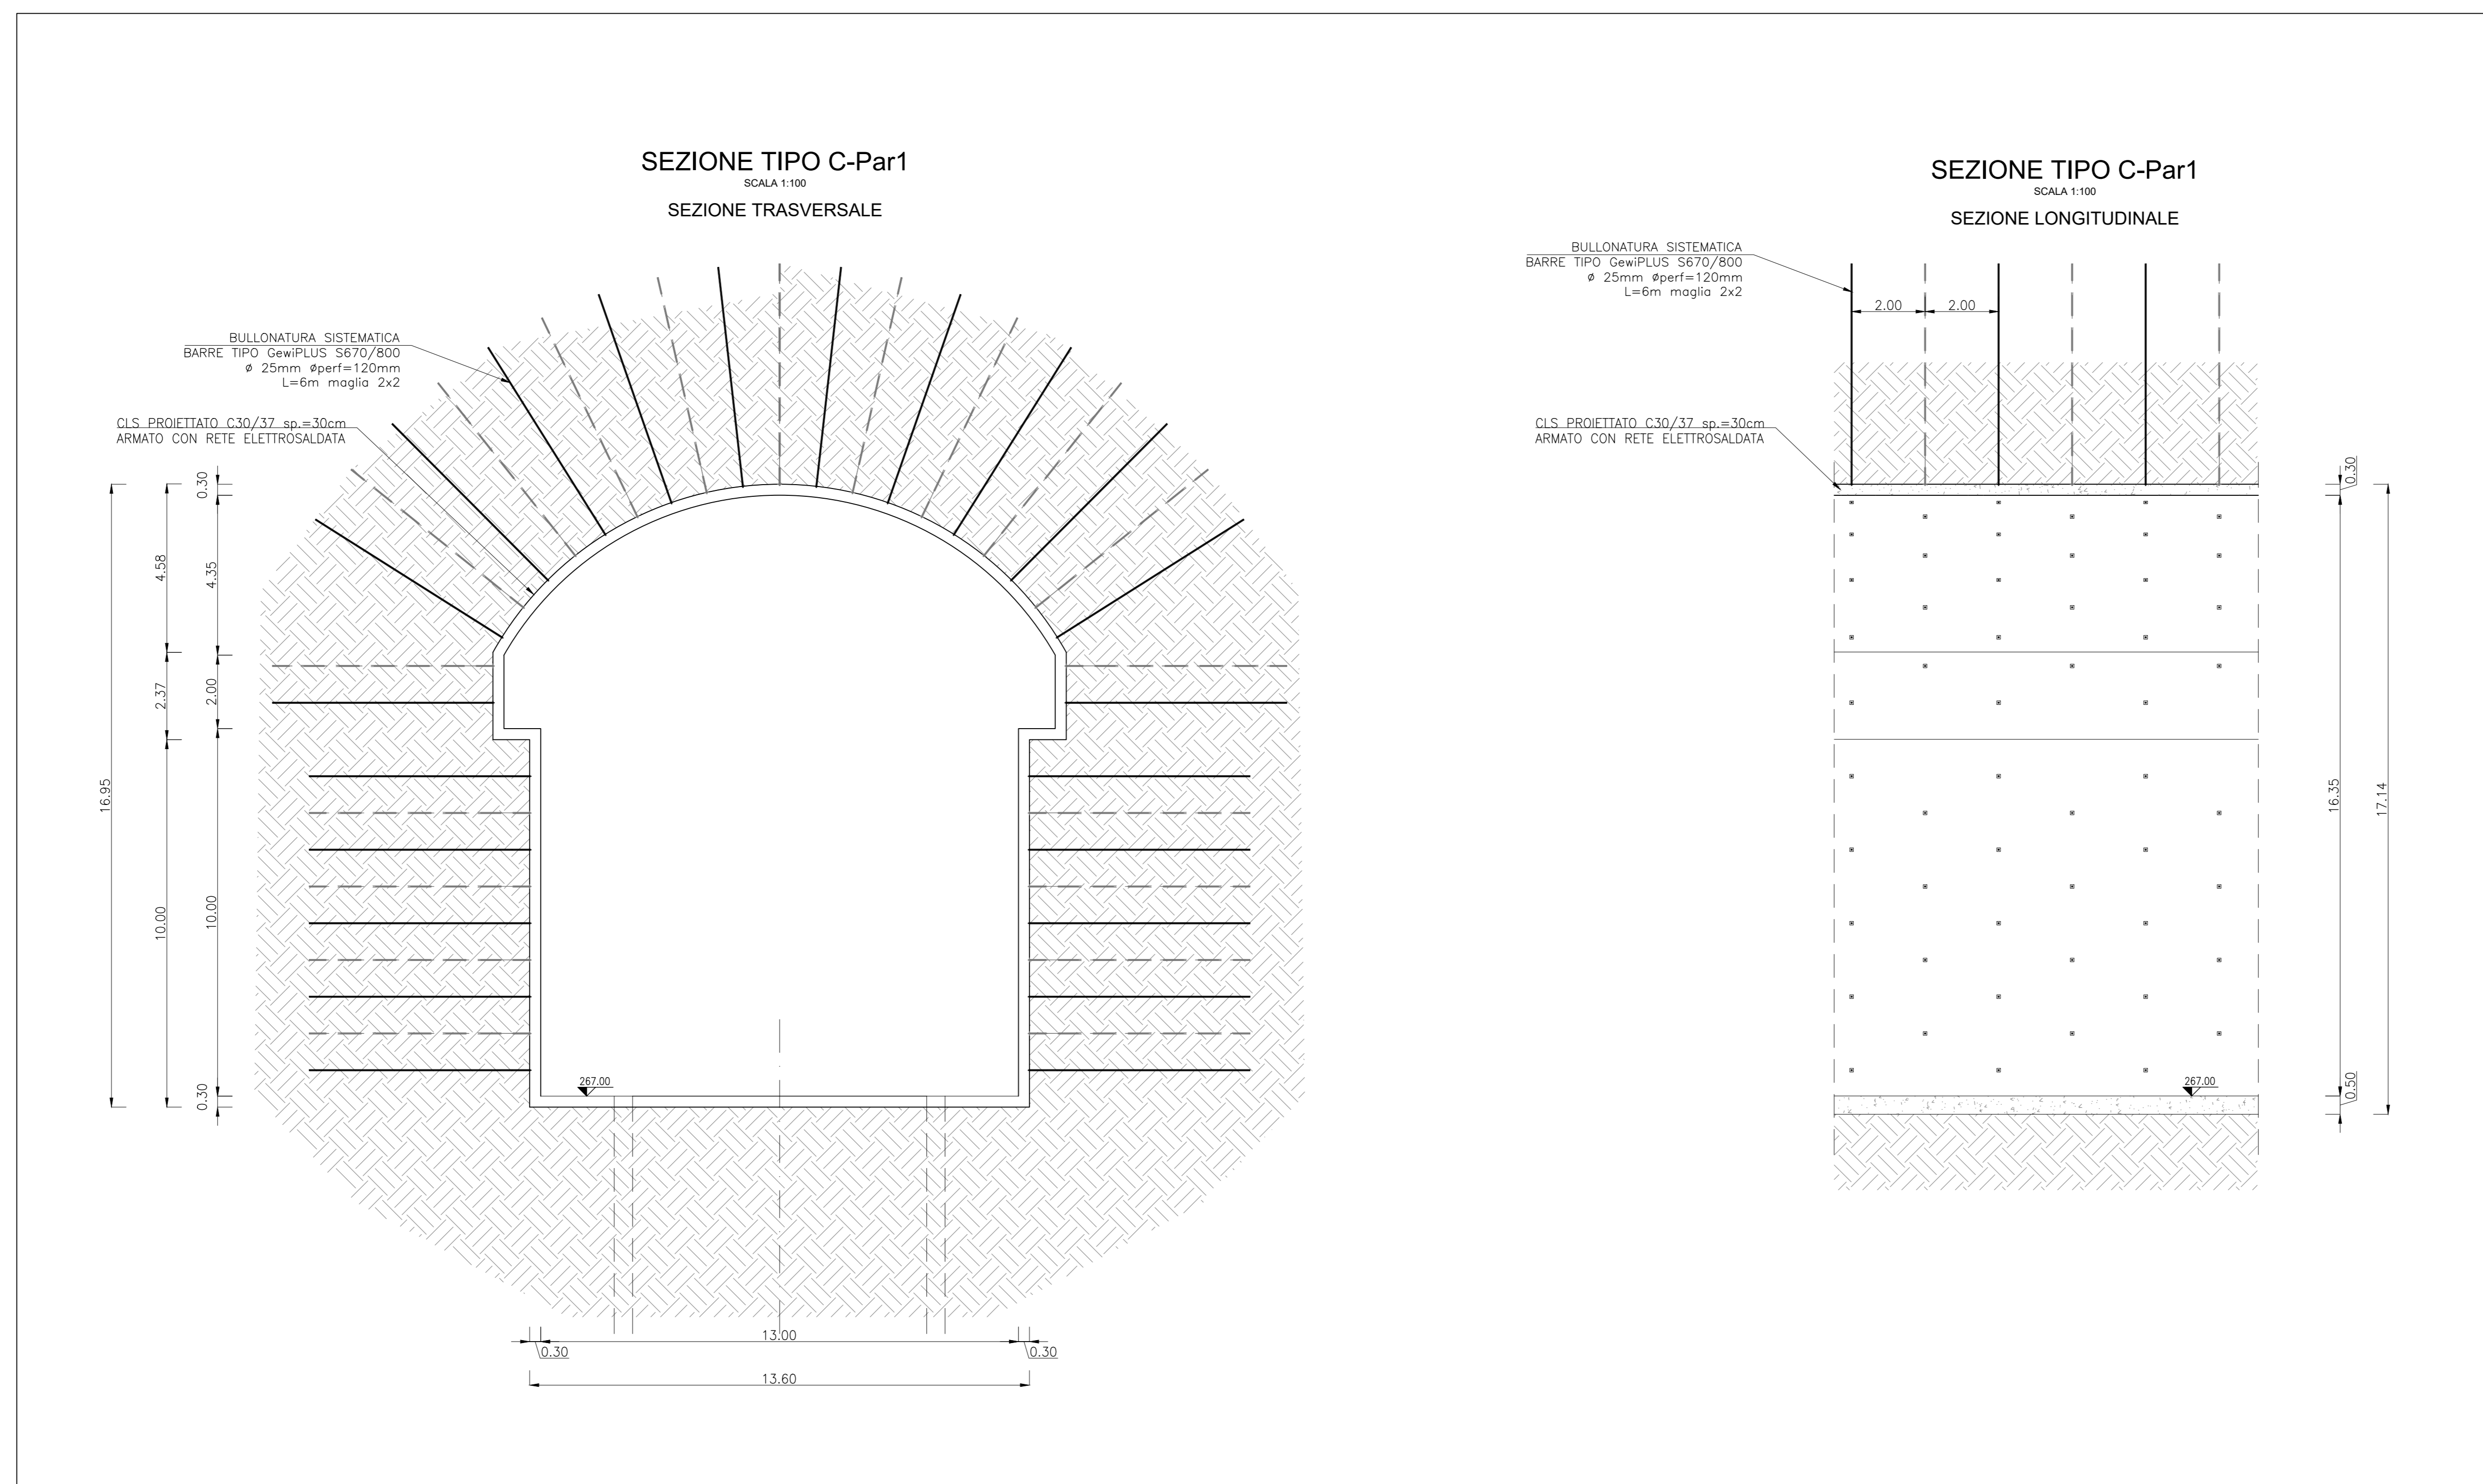 SEZIONE TIPO C-Par1
SCALA 1:100
SEZIONE TRASVERSALE
BULLONATURA SISTEMATICA
BARRE TIPO GewiPLUS S670/800
ø 25mm øperf=120mm
L=6m maglia 2x2
CLS PROIETTATO C30/37 sp.=30cm
ARMATO CON RETE ELETTROSALDATA
0.30
4.58
4.35
2.37
2.00
16.95
10.00
10.00
0.30
267.00
13.00
0.30
0.30
13.60
SEZIONE TIPO C-Par1
SCALA 1:100
SEZIONE LONGITUDINALE
BULLONATURA SISTEMATICA
BARRE TIPO GewiPLUS S670/800
ø 25mm øperf=120mm
L=6m maglia 2x2
2.00
2.00
CLS PROIETTATO C30/37 sp.=30cm
ARMATO CON RETE ELETTROSALDATA
0.30
16.35
17.14
267.00
0.50